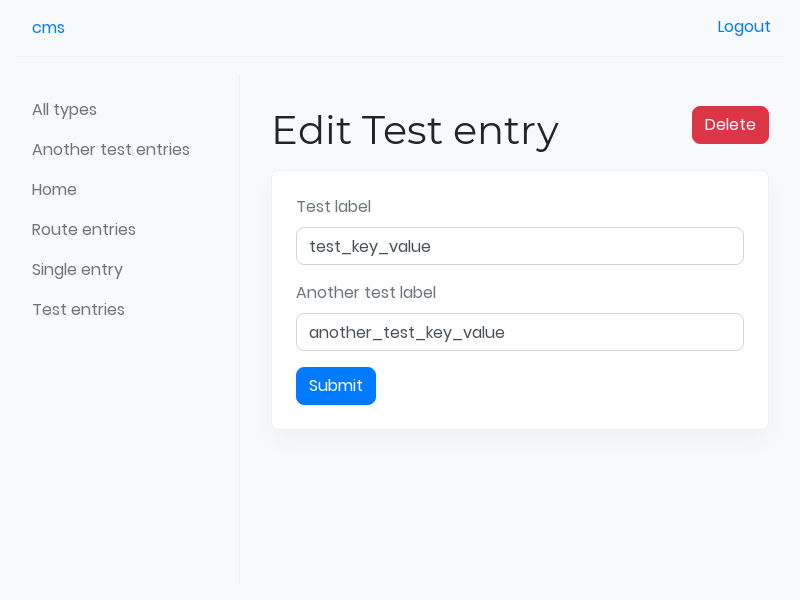 cms
Logout
All types
Another test entries
Home
Route entries
Single entry
Test entries
Edit Test entry
Delete
Test label
test_key_value
Another test label
another_test_key_value
Submit